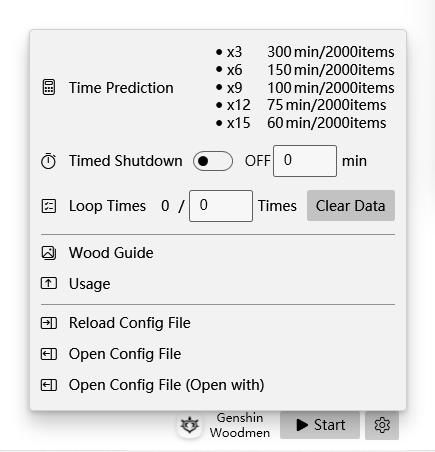 • x3 300 min/2000items
• x6 150 min/2000items
Time Prediction • x9 100 min/2000items
• x12 75 min/2000items
• x15 60 min/2000items
Timed Shutdown OFF 0 min
Loop Times 0 / 0 Times Clear Data
Wood Guide
Usage
Reload Config File
Open Config File
Open Config File (Open with)
Genshin
Woodmen
Start